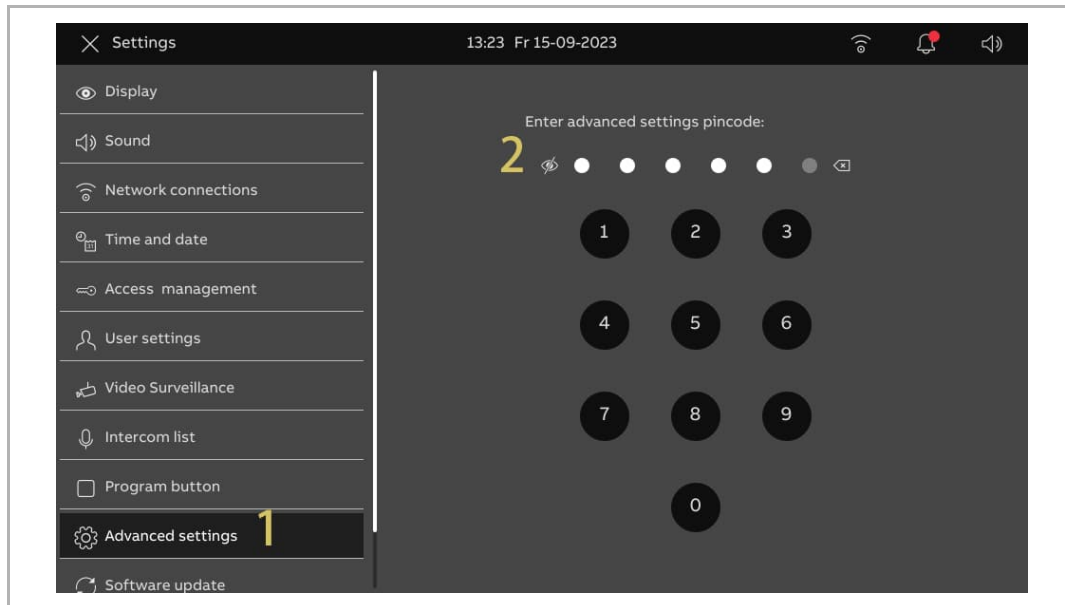 Settings
13:23 Fr 15-09-2023
Display
Sound
Network connections
Time and date
Access management
User settings
Video Surveillance
Intercom list
Program button
Advanced settings 1
Software update
Enter advanced settings pincode:
2
1 2 3
4 5 6
7 8 9
0